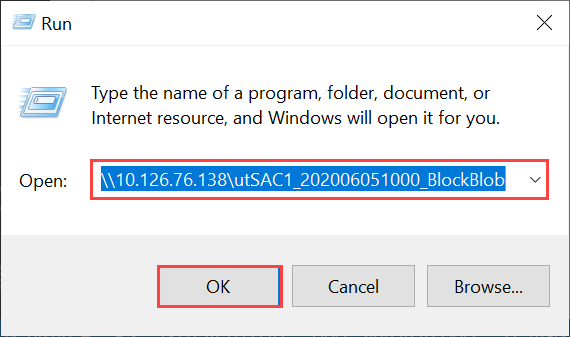 Run
Type the name of a program, folder, document, or
Internet resource, and Windows will open it for you.
Open: \\10.126.76.138\utSAC1_202006051000_BlockBlob
OK Cancel Browse...